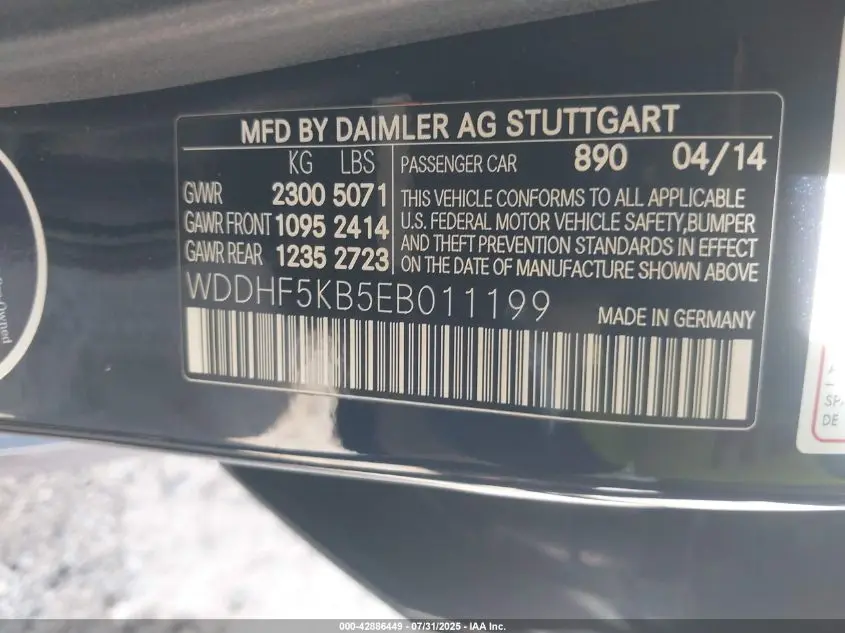 MFD BY DAIMLER AG STUTTGART
KG LBS
GVWR 2300 5071
GAWR FRONT 1095 2414
GAWR REAR 1235 2723
PASSENGER CAR 890 04/14
THIS VEHICLE CONFORMS TO ALL APPLICABLE
U.S. FEDERAL MOTOR VEHICLE SAFETY,BUMPER
AND THEFT PREVENTION STANDARDS IN EFFECT
ON THE DATE OF MANUFACTURE SHOWN ABOVE
WDDHF5KB5EB011199
MADE IN GERMANY
-Owned
SPA
DE
000-42886449 - 07/31/2025 - IAA Inc.